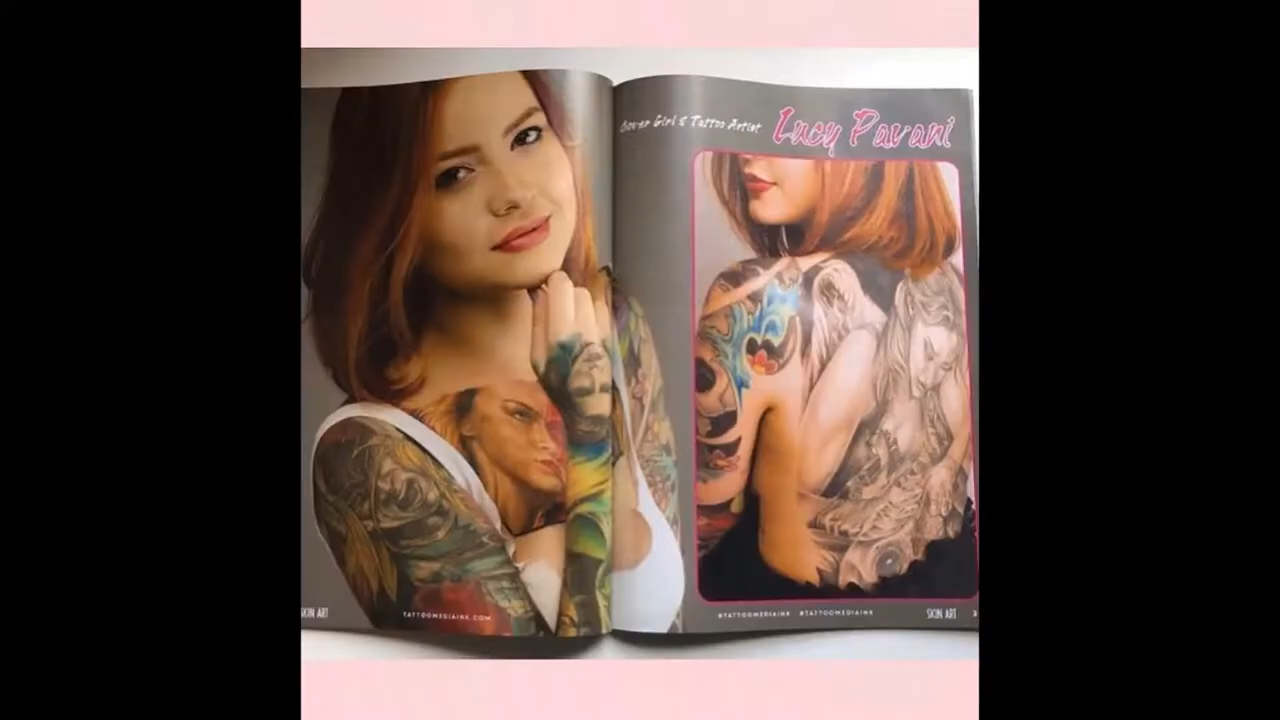 Cover Girl & Tattoo Artist Lucy Pavani
SKIN ART
TATTOOMEDIAINK.COM
@TATTOOMEDIAINK #TATTOOMEDIAINK
SKIN ART